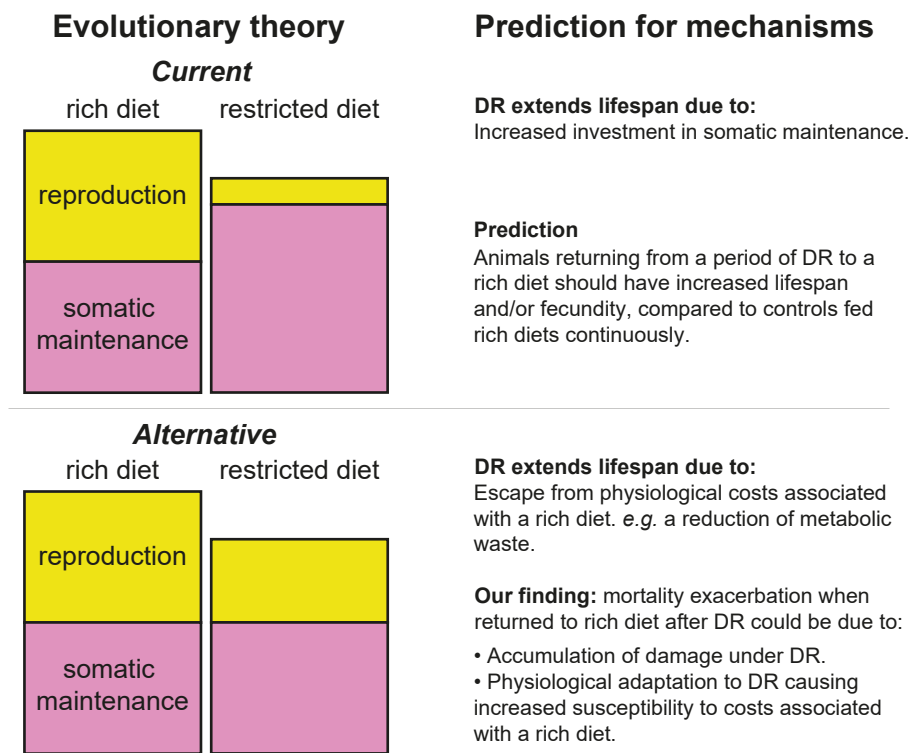 Evolutionary theory
Prediction for mechanisms
Current
rich diet
restricted diet
reproduction
somatic
maintenance
DR extends lifespan due to:
Increased investment in somatic maintenance.
Prediction
Animals returning from a period of DR to a
rich diet should have increased lifespan
and/or fecundity, compared to controls fed
rich diets continuously.
Alternative
rich diet
restricted diet
reproduction
somatic
maintenance
DR extends lifespan due to:
Escape from physiological costs associated
with a rich diet. e.g. a reduction of metabolic
waste.
Our finding: mortality exacerbation when
returned to rich diet after DR could be due to:
• Accumulation of damage under DR.
• Physiological adaptation to DR causing
increased susceptibility to costs associated
with a rich diet.